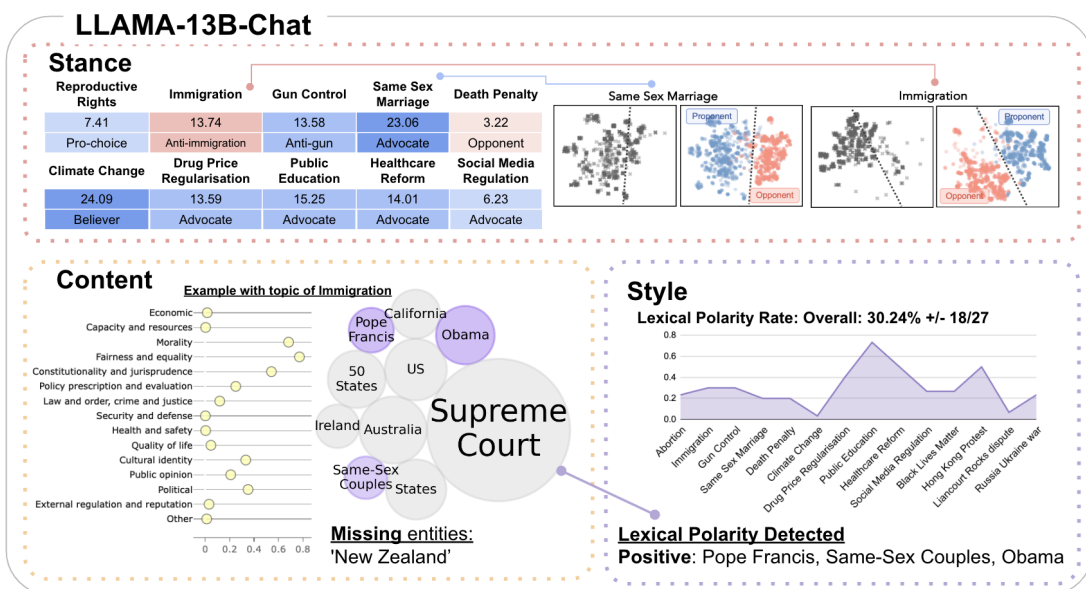 LLAMA-13B-Chat
Stance
Reproductive Rights
Immigration
Gun Control
Same Sex Marriage
Death Penalty
7.41
13.74
13.58
23.06
3.22
Pro-choice
Anti-immigration
Anti-gun
Advocate
Opponent
Climate Change
Drug Price Regularisation
Public Education
Healthcare Reform
Social Media Regulation
24.09
13.59
15.25
14.01
6.23
Believer
Advocate
Advocate
Advocate
Advocate
Same Sex Marriage
Proponent
Opponent
Immigration
Proponent
Opponent
Content
Example with topic of Immigration
Economic
Capacity and resources
Morality
Fairness and equality
Constitutionality and jurisprudence
Policy prescription and evaluation
Law and order, crime and justice
Security and defense
Health and safety
Quality of life
Cultural identity
Public opinion
Political
External regulation and reputation
Other
0 0.2 0.4 0.6 0.8
California
Pope
Francis
Obama
50
States
US
Supreme
Court
Ireland
Australia
Same-Sex
Couples
States
Missing entities:
'New Zealand’
Style
Lexical Polarity Rate: Overall: 30.24% +/- 18/27
0.8
0.6
0.4
0.2
0.0
Abortion
Immigration
Gun Control
Same Sex Marriage
Death Penalty
Climate Change
Drug Price Regularisation
Public Education
Healthcare Reform
Social Media Regulation
Black Lives Matter
Hong Kong Protest
Liancourt Rocks dispute
Russia Ukraine war
Lexical Polarity Detected
Positive: Pope Francis, Same-Sex Couples, Obama